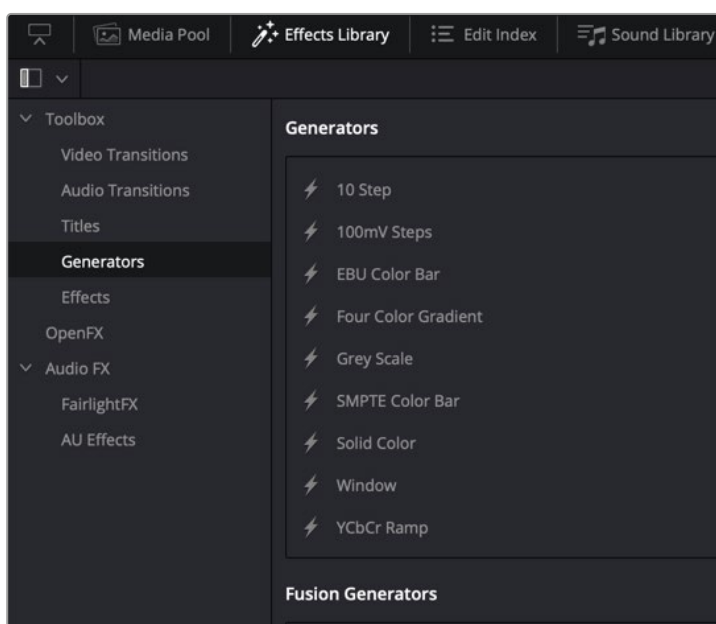 Media Pool
Effects Library
Edit Index
Sound Library
Toolbox
Video Transitions
Audio Transitions
Titles
Generators
Effects
OpenFX
Audio FX
FairlightFX
AU Effects
Generators
10 Step
100mV Steps
EBU Color Bar
Four Color Gradient
Grey Scale
SMPTE Color Bar
Solid Color
Window
YCbCr Ramp
Fusion Generators